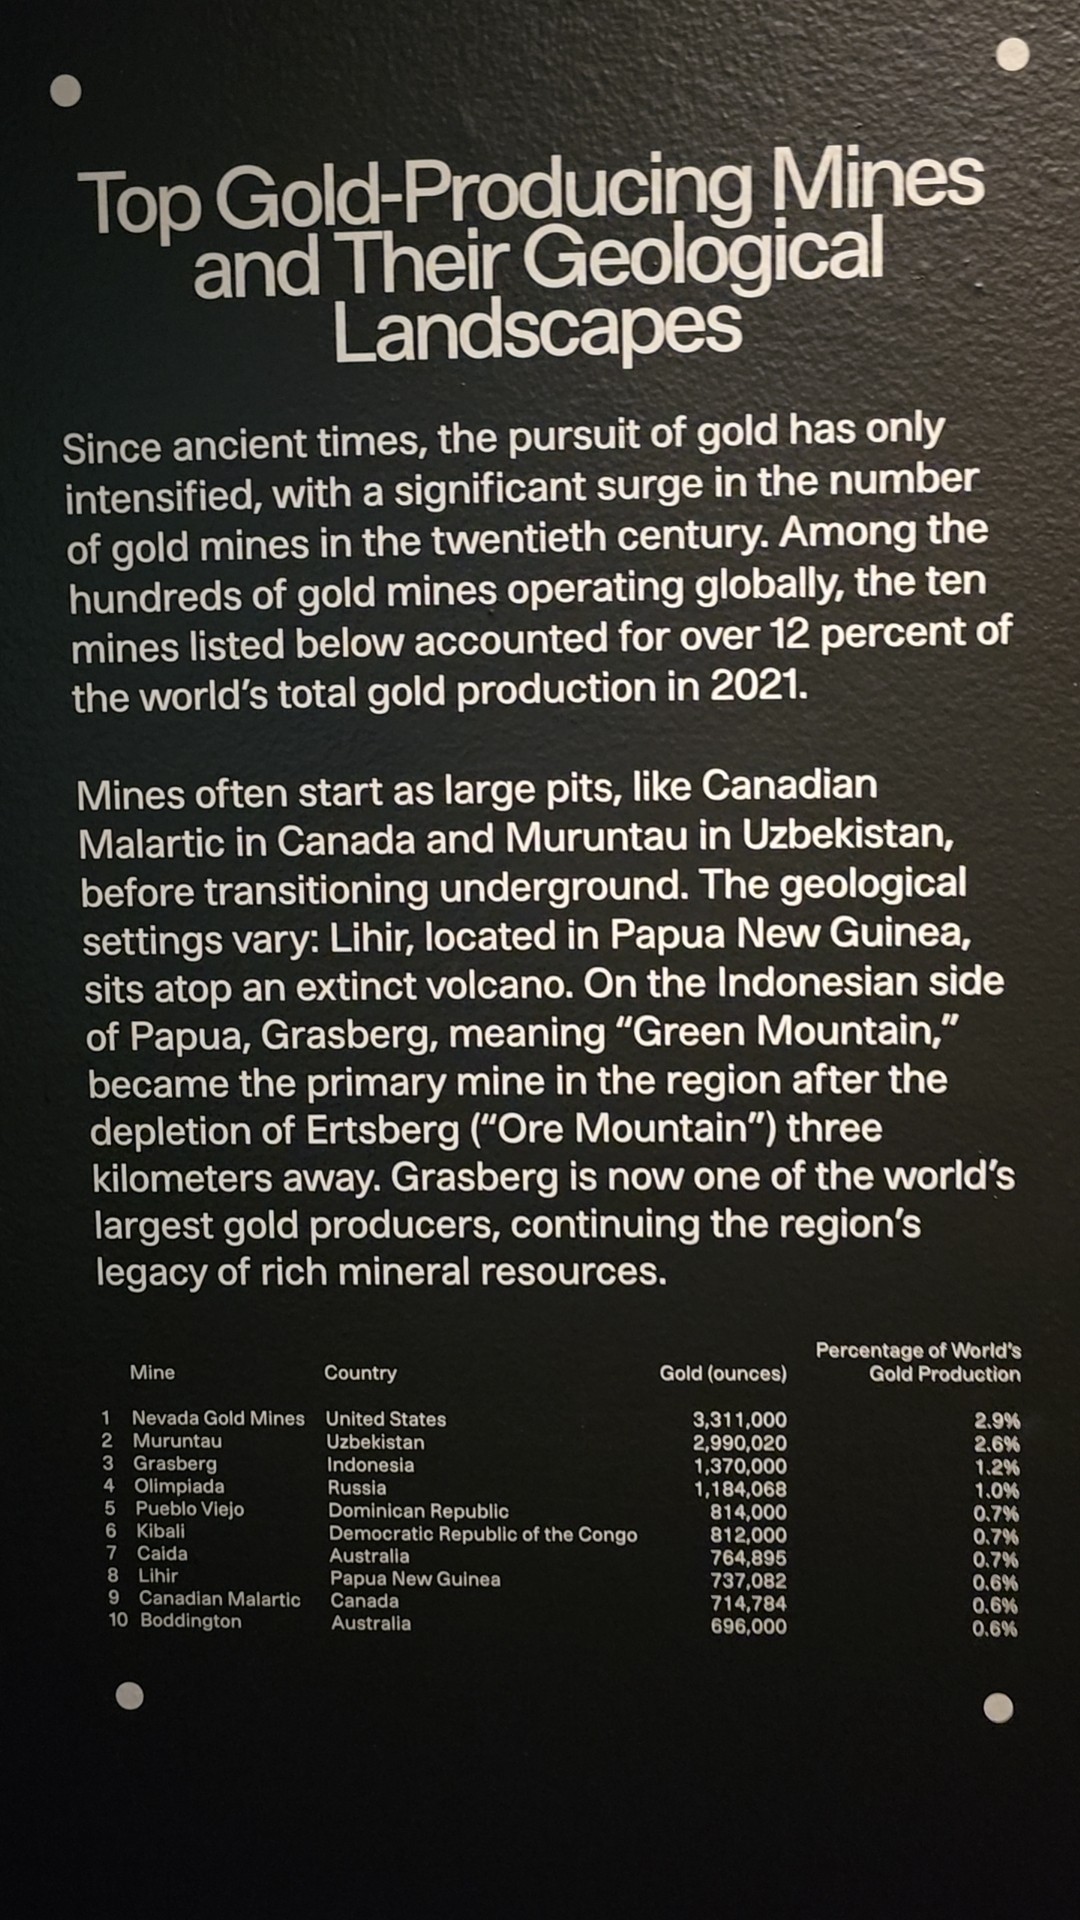 Top Gold-Producing Mines
and Their Geological
Landscapes
Since ancient times, the pursuit of gold has only
intensified, with a significant surge in the number
of gold mines in the twentieth century. Among the
hundreds of gold mines operating globally, the ten
mines listed below accounted for over 12 percent of
the world's total gold production in 2021.
Mines often start as large pits, like Canadian
Malartic in Canada and Muruntau in Uzbekistan,
before transitioning underground. The geological
settings vary: Lihir, located in Papua New Guinea,
sits atop an extinct volcano. On the Indonesian side
of Papua, Grasberg, meaning “Green Mountain,”
became the primary mine in the region after the
depletion of Ertsberg (“Ore Mountain”) three
kilometers away. Grasberg is now one of the world's
largest gold producers, continuing the region's
legacy of rich mineral resources.
Mine Country Gold (ounces) Percentage of World's Gold Production
1 Nevada Gold Mines United States 3,311,000 2.9%
2 Muruntau Uzbekistan 2,990,020 2.6%
3 Grasberg Indonesia 1,370,000 1.2%
4 Olimpiada Russia 1,184,068 1.0%
5 Pueblo Viejo Dominican Republic 814,000 0.7%
6 Kibali Democratic Republic of the Congo 812,000 0.7%
7 Caida Australia 764,895 0.7%
8 Lihir Papua New Guinea 737,082 0.6%
9 Canadian Malartic Canada 714,784 0.6%
10 Boddington Australia 696,000 0.6%